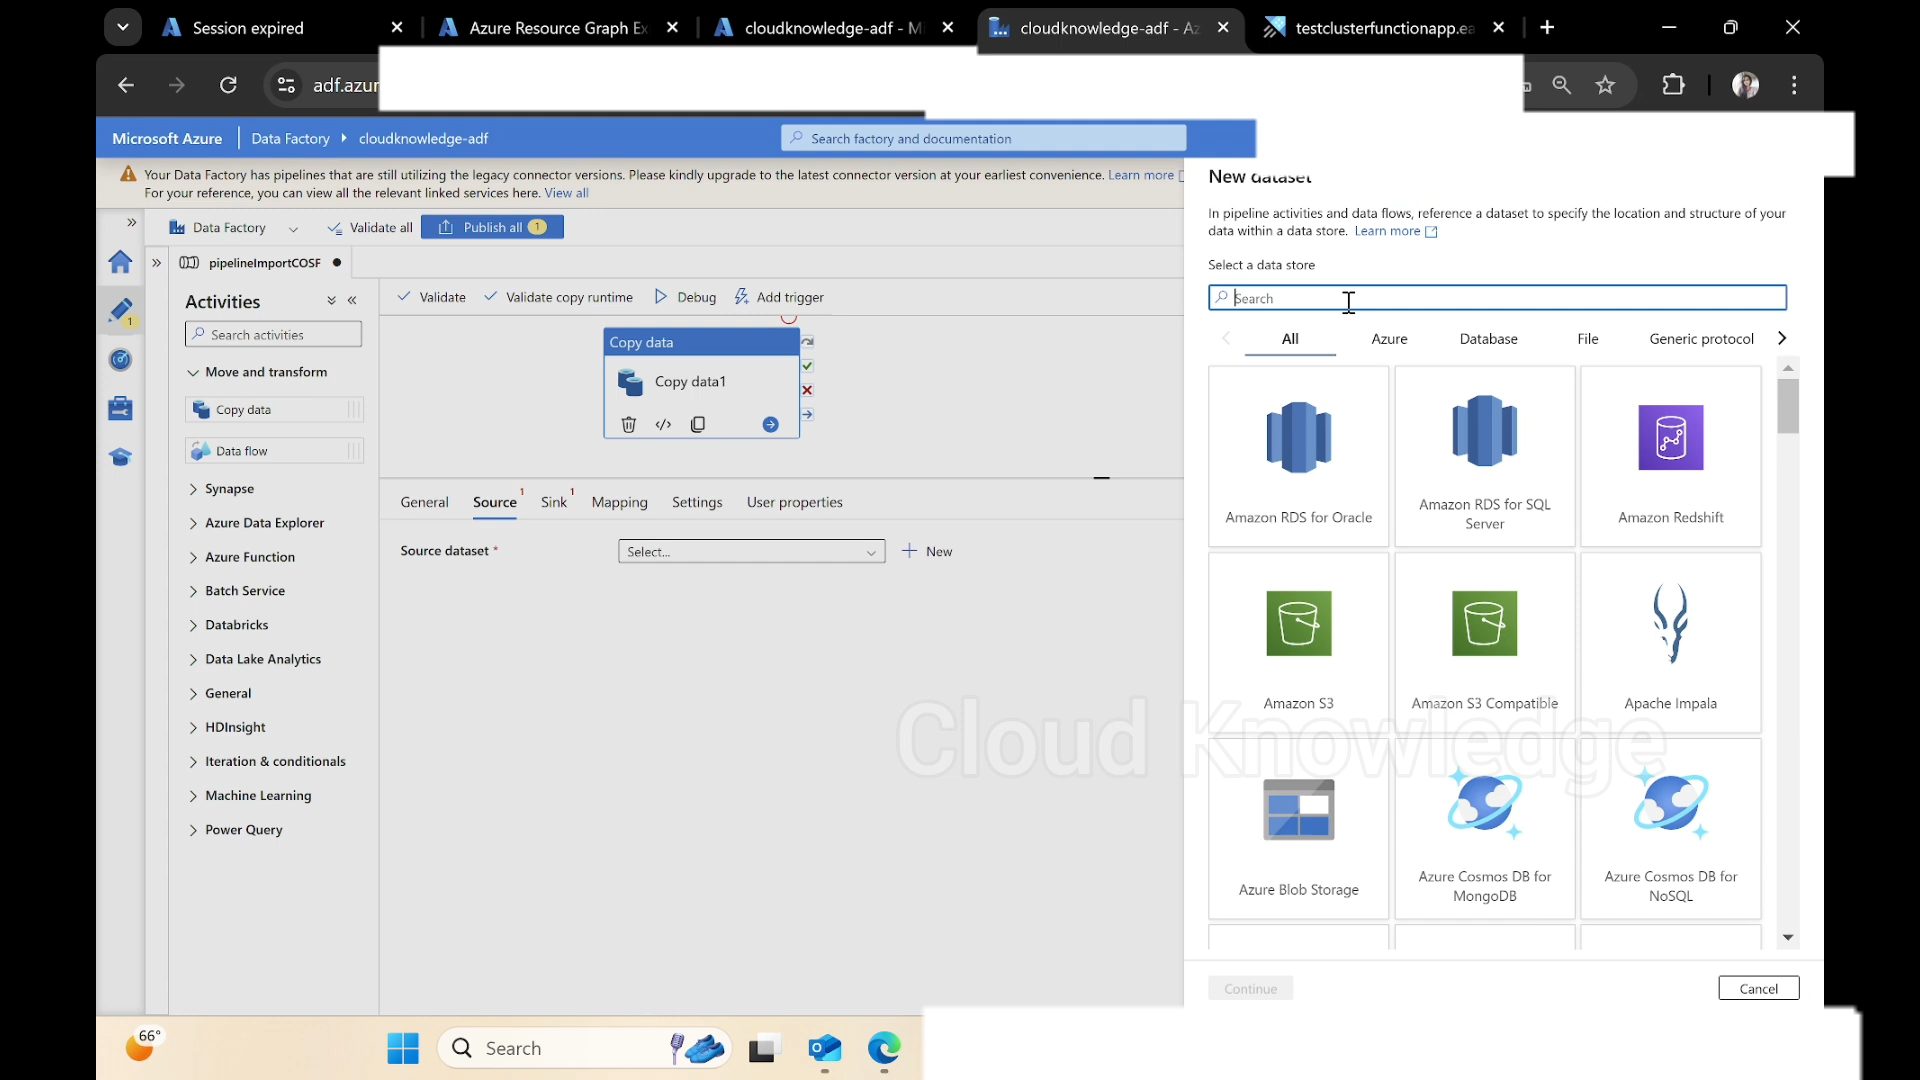 Session expired
Azure Resource Graph Ex
cloudknowledge-adf - Mi
cloudknowledge-adf - Az
testclusterfunctionapp.ea
adf.azur
Microsoft Azure
Data Factory
cloudknowledge-adf
Search factory and documentation
Your Data Factory has pipelines that are still utilizing the legacy connector versions. Please kindly upgrade to the latest connector version at your earliest convenience. Learn more
For your reference, you can view all the relevant linked services here. View all
Data Factory
Validate all
Publish all 1
pipelineImportCOSF
Activities
Search activities
Move and transform
Copy data
Data flow
Synapse
Azure Data Explorer
Azure Function
Batch Service
Databricks
Data Lake Analytics
General
HDInsight
Iteration & conditionals
Machine Learning
Power Query
1
Validate
Validate copy runtime
Debug
Add trigger
Copy data
Copy data1
General
Source 1
Sink 1
Mapping
Settings
User properties
Source dataset *
Select...
New
New dataset
In pipeline activities and data flows, reference a dataset to specify the location and structure of your
data within a data store. Learn more
Select a data store
Search
All
Azure
Database
File
Generic protocol
Amazon RDS for Oracle
Amazon RDS for SQL
Server
Amazon Redshift
Amazon S3
Amazon S3 Compatible
Apache Impala
Azure Blob Storage
Azure Cosmos DB for
MongoDB
Azure Cosmos DB for
NoSQL
Cloud Knowledge
Continue
Cancel
66°
Search